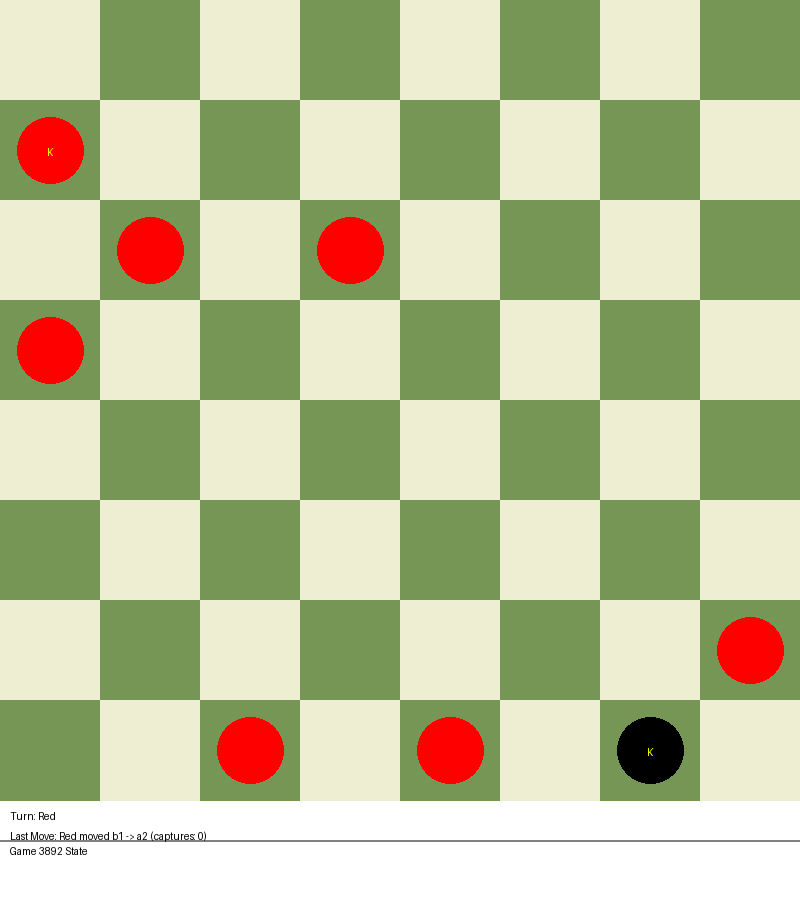 K
K
Turn: Red
Last Move: Red moved b1 -> a2 (captures: 0)
Game 3892 State